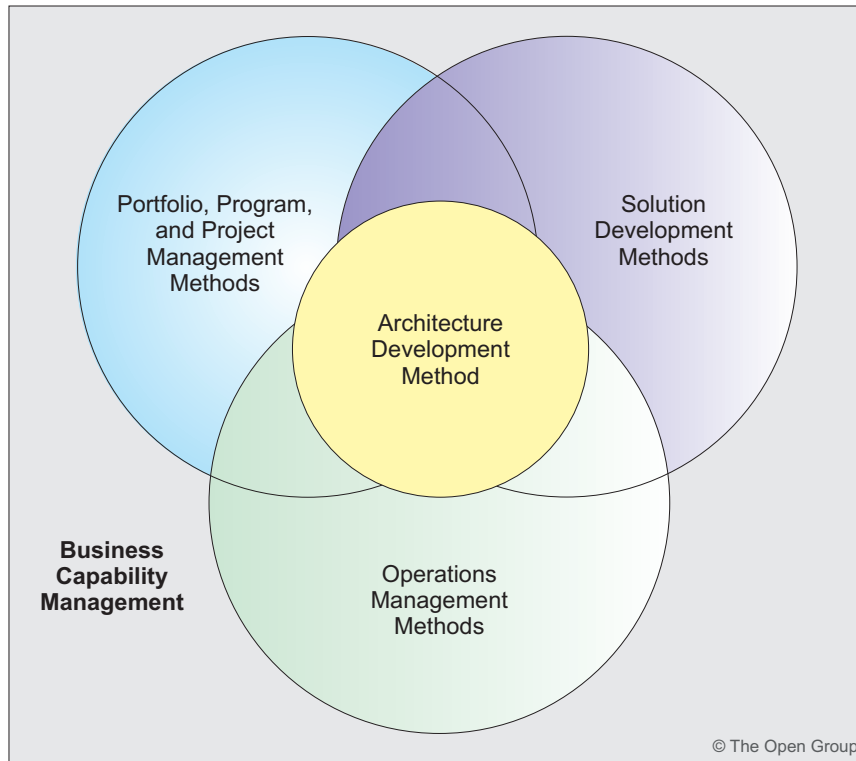 Portfolio, Program,
and Project
Management
Methods
Solution
Development
Methods
Architecture
Development
Method
Business
Capability
Management
Operations
Management
Methods
© The Open Group